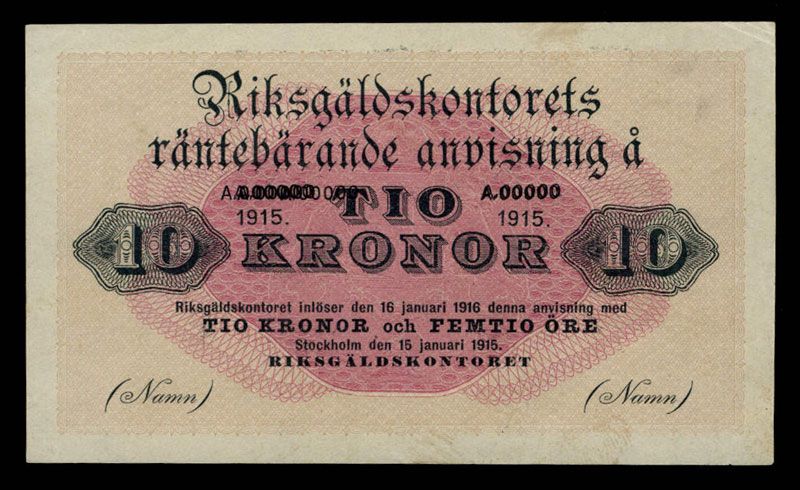 Riksgäldskontorets
räntebärande anvisning å
A.00000
TIO
1915. 1915.
KRONOR
10 10
Riksgäldskontoret inlöser den 16 januari 1916 denna anvisning med
TIO KRONOR och FEMTIO ÖRE
Stockholm den 15 januari 1915.
RIKSGÄLDSKONTORET
(Namn) (Namn)